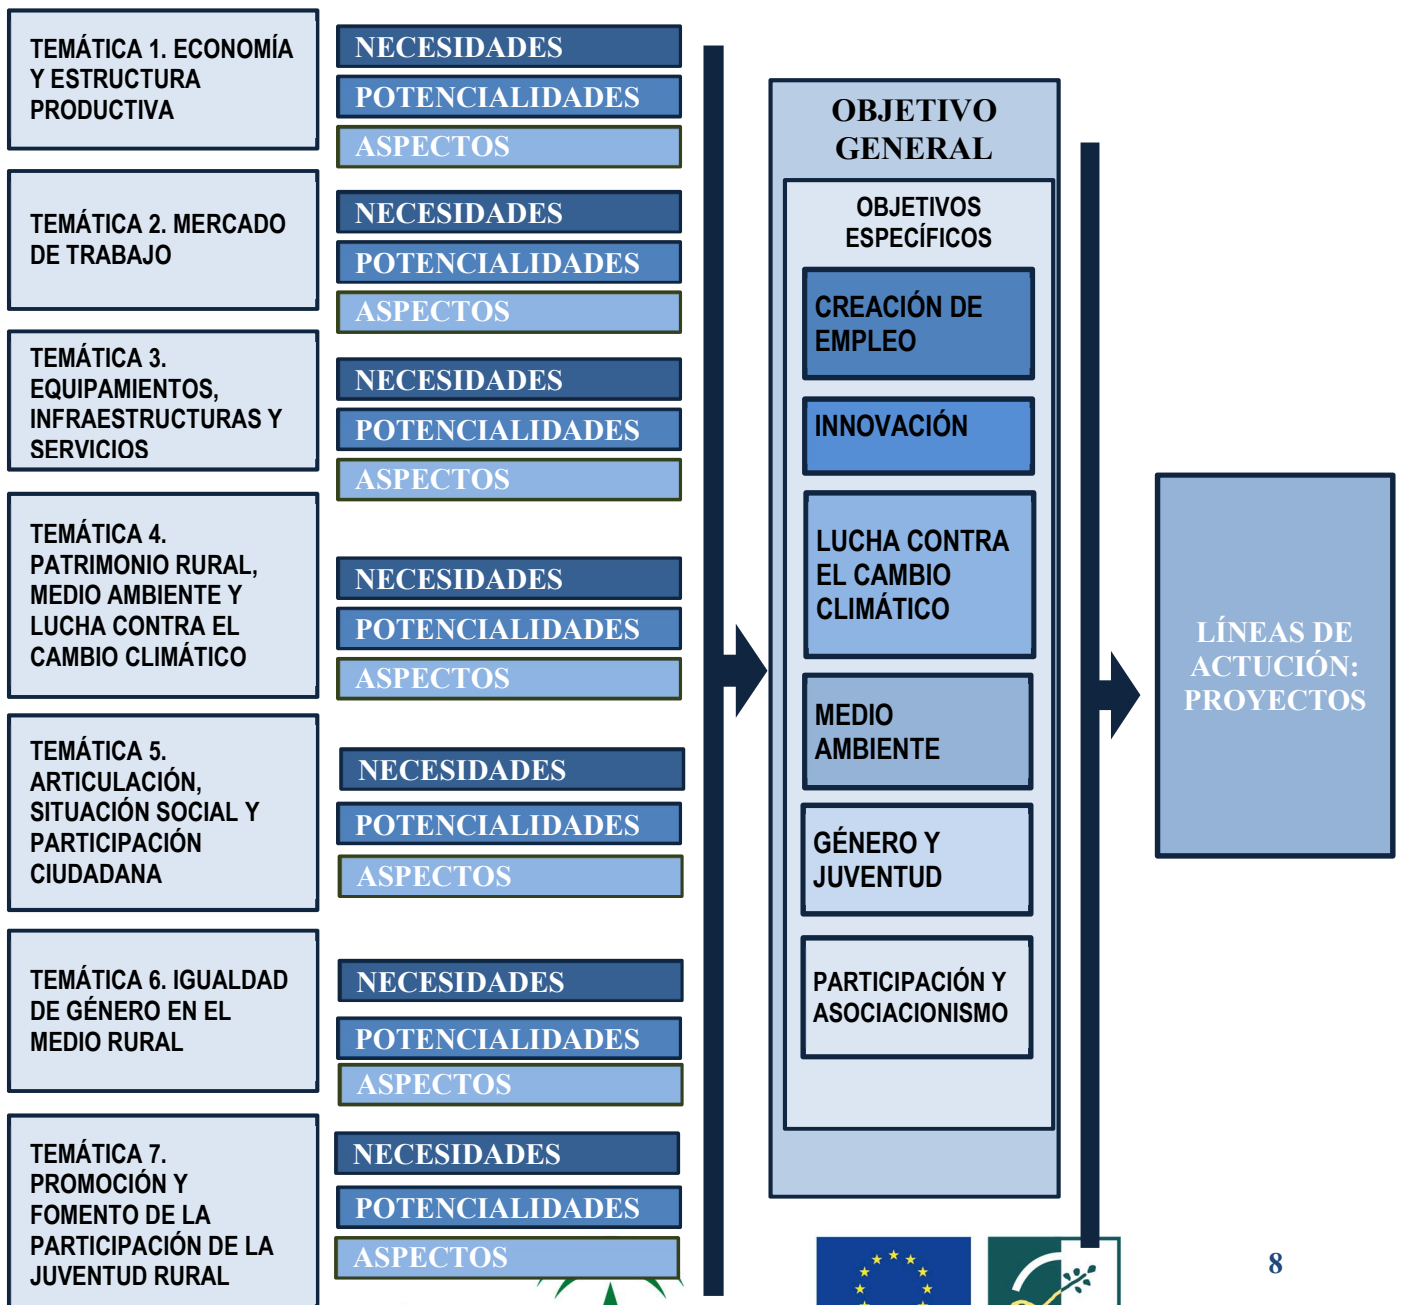 TEMÁTICA 1. ECONOMÍA
Y ESTRUCTURA
PRODUCTIVA
NECESIDADES
POTENCIALIDADES
ASPECTOS
TEMÁTICA 2. MERCADO
DE TRABAJO
NECESIDADES
POTENCIALIDADES
ASPECTOS
TEMÁTICA 3.
EQUIPAMIENTOS,
INFRAESTRUCTURAS Y
SERVICIOS
NECESIDADES
POTENCIALIDADES
ASPECTOS
TEMÁTICA 4.
PATRIMONIO RURAL,
MEDIO AMBIENTE Y
LUCHA CONTRA EL
CAMBIO CLIMÁTICO
NECESIDADES
POTENCIALIDADES
ASPECTOS
TEMÁTICA 5.
ARTICULACIÓN,
SITUACIÓN SOCIAL Y
PARTICIPACIÓN
CIUDADANA
NECESIDADES
POTENCIALIDADES
ASPECTOS
TEMÁTICA 6. IGUALDAD
DE GÉNERO EN EL
MEDIO RURAL
NECESIDADES
POTENCIALIDADES
ASPECTOS
TEMÁTICA 7.
PROMOCIÓN Y
FOMENTO DE LA
PARTICIPACIÓN DE LA
JUVENTUD RURAL
NECESIDADES
POTENCIALIDADES
ASPECTOS
OBJETIVO
GENERAL
OBJETIVOS
ESPECÍFICOS
CREACIÓN DE
EMPLEO
INNOVACIÓN
LUCHA CONTRA
EL CAMBIO
CLIMÁTICO
MEDIO
AMBIENTE
GÉNERO Y
JUVENTUD
PARTICIPACIÓN Y
ASOCIACIONISMO
LÍNEAS DE
ACTUCIÓN:
PROYECTOS
8